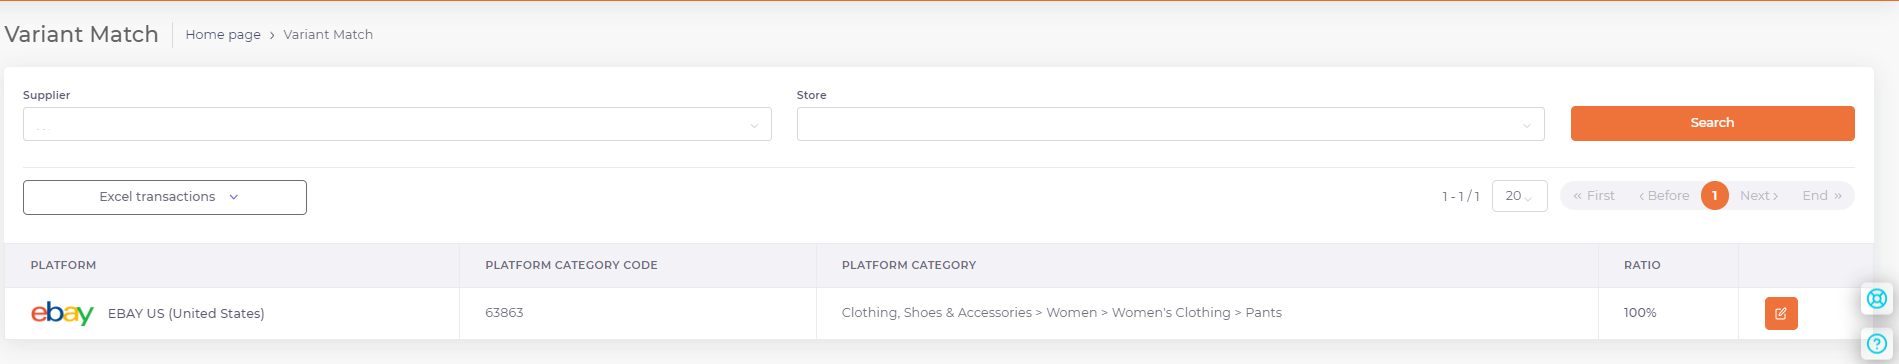 Variant Match Home page › Variant Match
Supplier Store
...
Search
Excel transactions 1 - 1 / 1 20 « First ‹ Before 1 Next › End »
PLATFORM PLATFORM CATEGORY CODE PLATFORM CATEGORY RATIO
ebay EBAY US (United States) 63863 Clothing, Shoes & Accessories > Women > Women's Clothing > Pants 100%